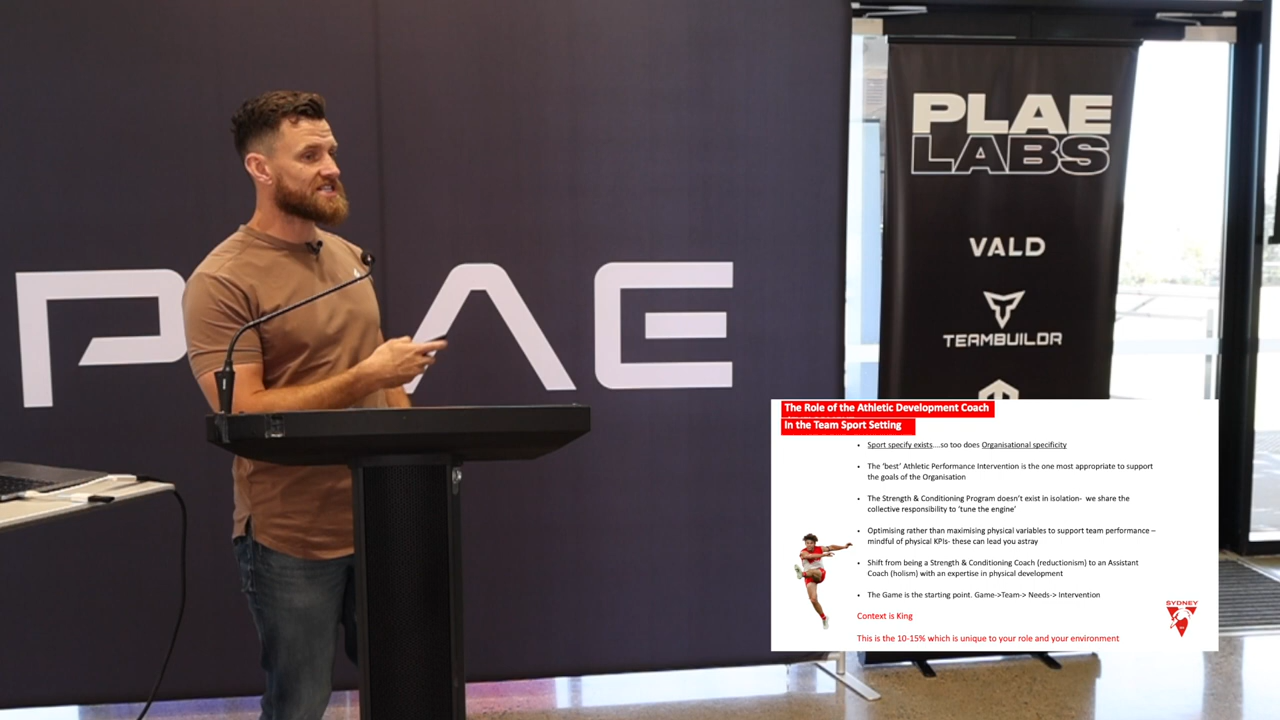 PLAE
PLAE
LABS
VALD
TEAMBUILDR
The Role of the Athletic Development Coach
In the Team Sport Setting
• Sport specify exists....so too does Organisational specificity
• The 'best' Athletic Performance Intervention is the one most appropriate to support
the goals of the Organisation
• The Strength & Conditioning Program doesn't exist in isolation- we share the
collective responsibility to 'tune the engine'
• Optimising rather than maximising physical variables to support team performance –
mindful of physical KPIs- these can lead you astray
• Shift from being a Strength & Conditioning Coach (reductionism) to an Assistant
Coach (holism) with an expertise in physical development
• The Game is the starting point. Game->Team-> Needs-> Intervention
Context is King
This is the 10-15% which is unique to your role and your environment
SYDNEY